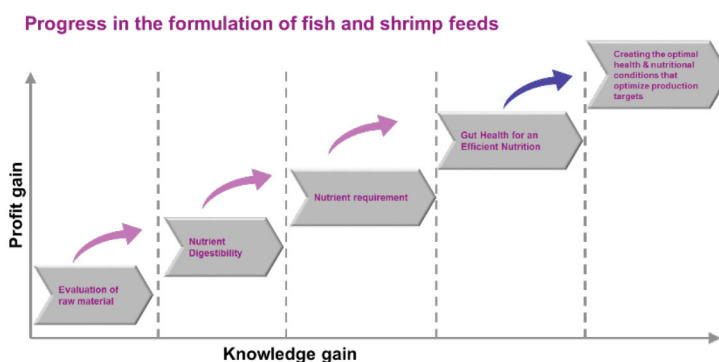 Progress in the formulation of fish and shrimp feeds
Creating the optimal
health & nutritional
conditions that
optimize production
targets
Gut Health for an
Efficient Nutrition
Nutrient requirement
Nutrient
Digestibility
Evaluation of
raw material
Profit gain
Knowledge gain